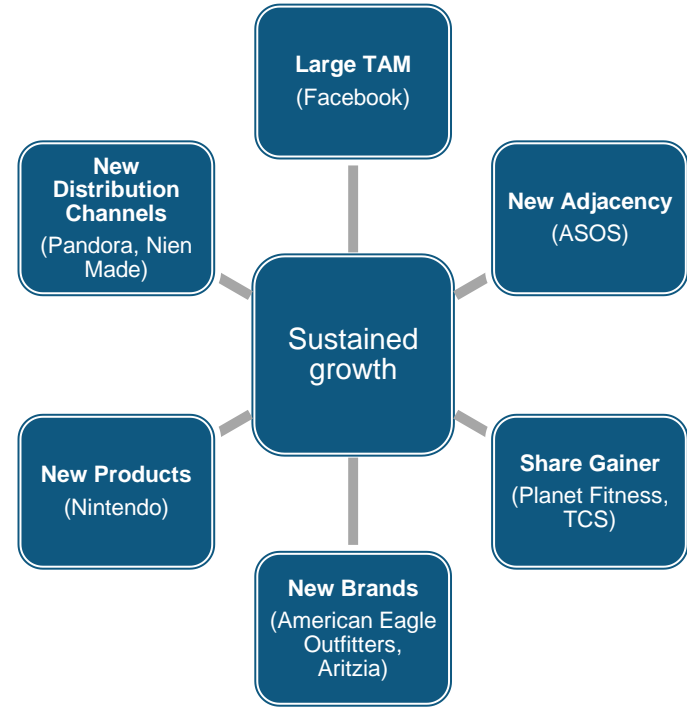 Large TAM
(Facebook)
New Adjacency
(ASOS)
Share Gainer
(Planet Fitness,
TCS)
New Brands
(American Eagle
Outfitters,
Aritzia)
New Products
(Nintendo)
New
Distribution
Channels
(Pandora, Nien
Made)
Sustained
growth